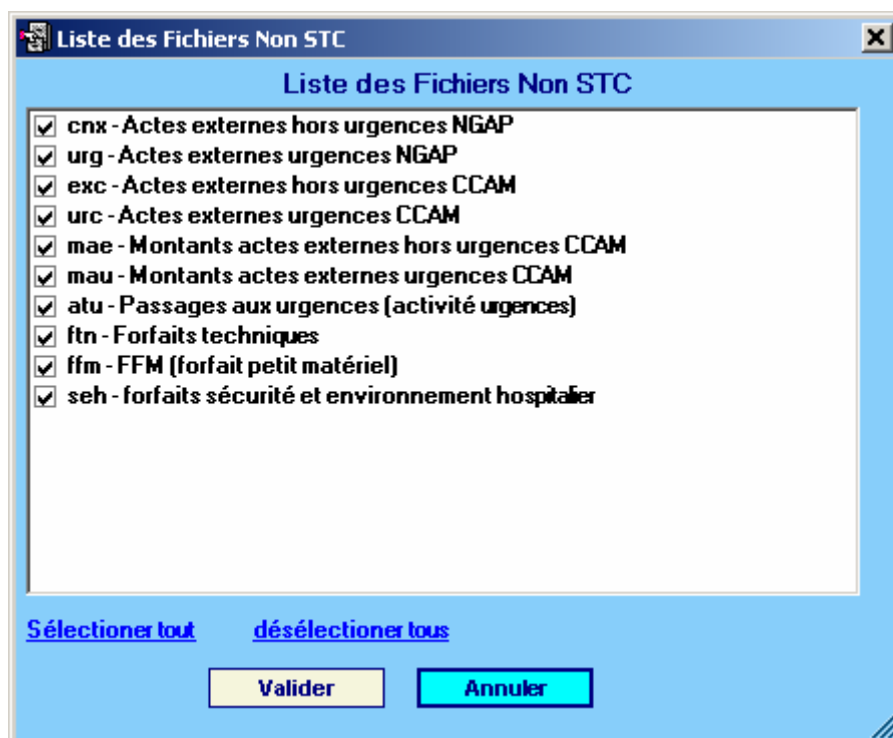 Liste des Fichiers Non STC
Liste des Fichiers Non STC
cnx - Actes externes hors urgences NGAP
urg - Actes externes urgences NGAP
exc - Actes externes hors urgences CCAM
urc - Actes externes urgences CCAM
mae - Montants actes externes hors urgences CCAM
mau - Montants actes externes urgences CCAM
atu - Passages aux urgences (activité urgences)
ftn - Forfaits techniques
ffm - FFM (forfait petit matériel)
seh - forfaits sécurité et environnement hospitalier
Sélectioner tout désélectioner tous
Valider Annuler